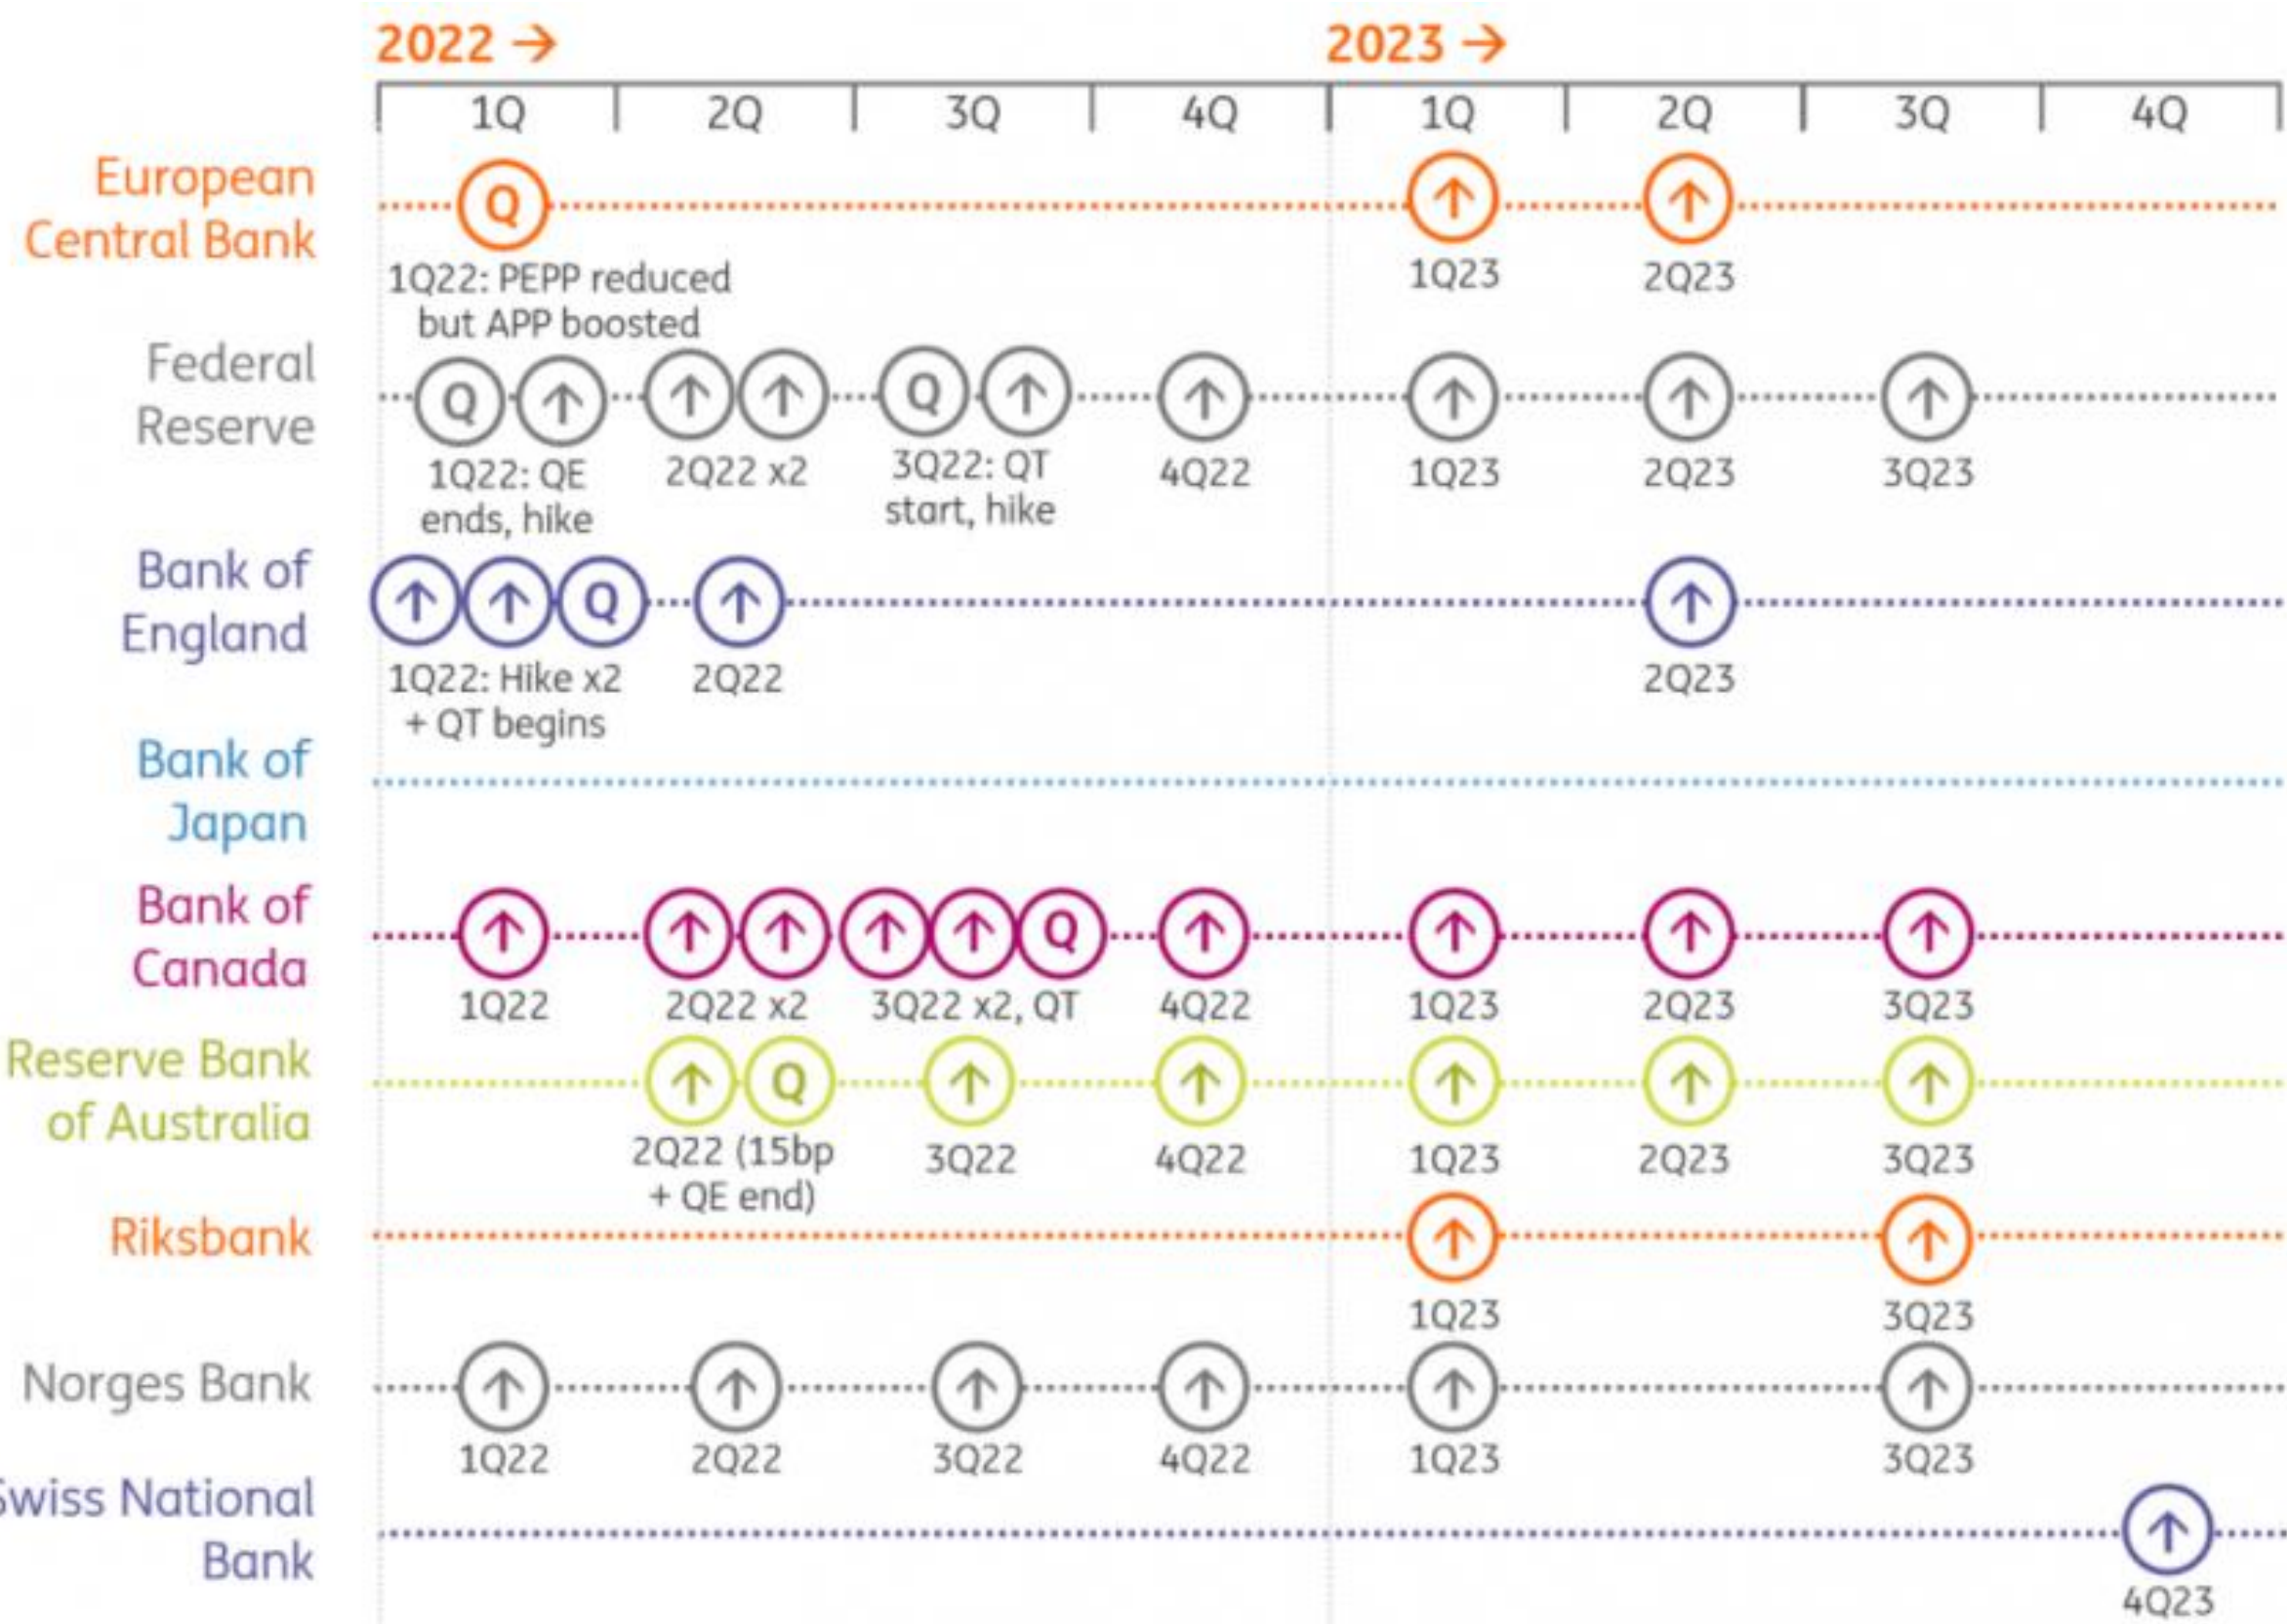 2022 →
2023 →
1Q
2Q
3Q
4Q
1Q
2Q
3Q
4Q
European
Central Bank
Q
↑
↑
1Q22: PEPP reduced
but APP boosted
1Q23
2Q23
Federal
Reserve
Q
↑
↑
↑
Q
↑
↑
↑
↑
↑
1Q22: QE
ends, hike
2Q22 x2
3Q22: QT
start, hike
4Q22
1Q23
2Q23
3Q23
Bank of
England
↑
↑
Q
↑
↑
1Q22: Hike x2
+ QT begins
2Q22
2Q23
Bank of
Japan
Bank of
Canada
↑
↑
↑
↑
↑
Q
↑
↑
↑
↑
1Q22
2Q22 x2
3Q22 x2, QT
4Q22
1Q23
2Q23
3Q23
Reserve Bank
of Australia
↑
Q
↑
↑
↑
↑
↑
2Q22 (15bp
+ QE end)
3Q22
4Q22
1Q23
2Q23
3Q23
Riksbank
↑
↑
1Q23
3Q23
Norges Bank
↑
↑
↑
↑
↑
↑
1Q22
2Q22
3Q22
4Q22
1Q23
3Q23
Swiss National
Bank
↑
4Q23